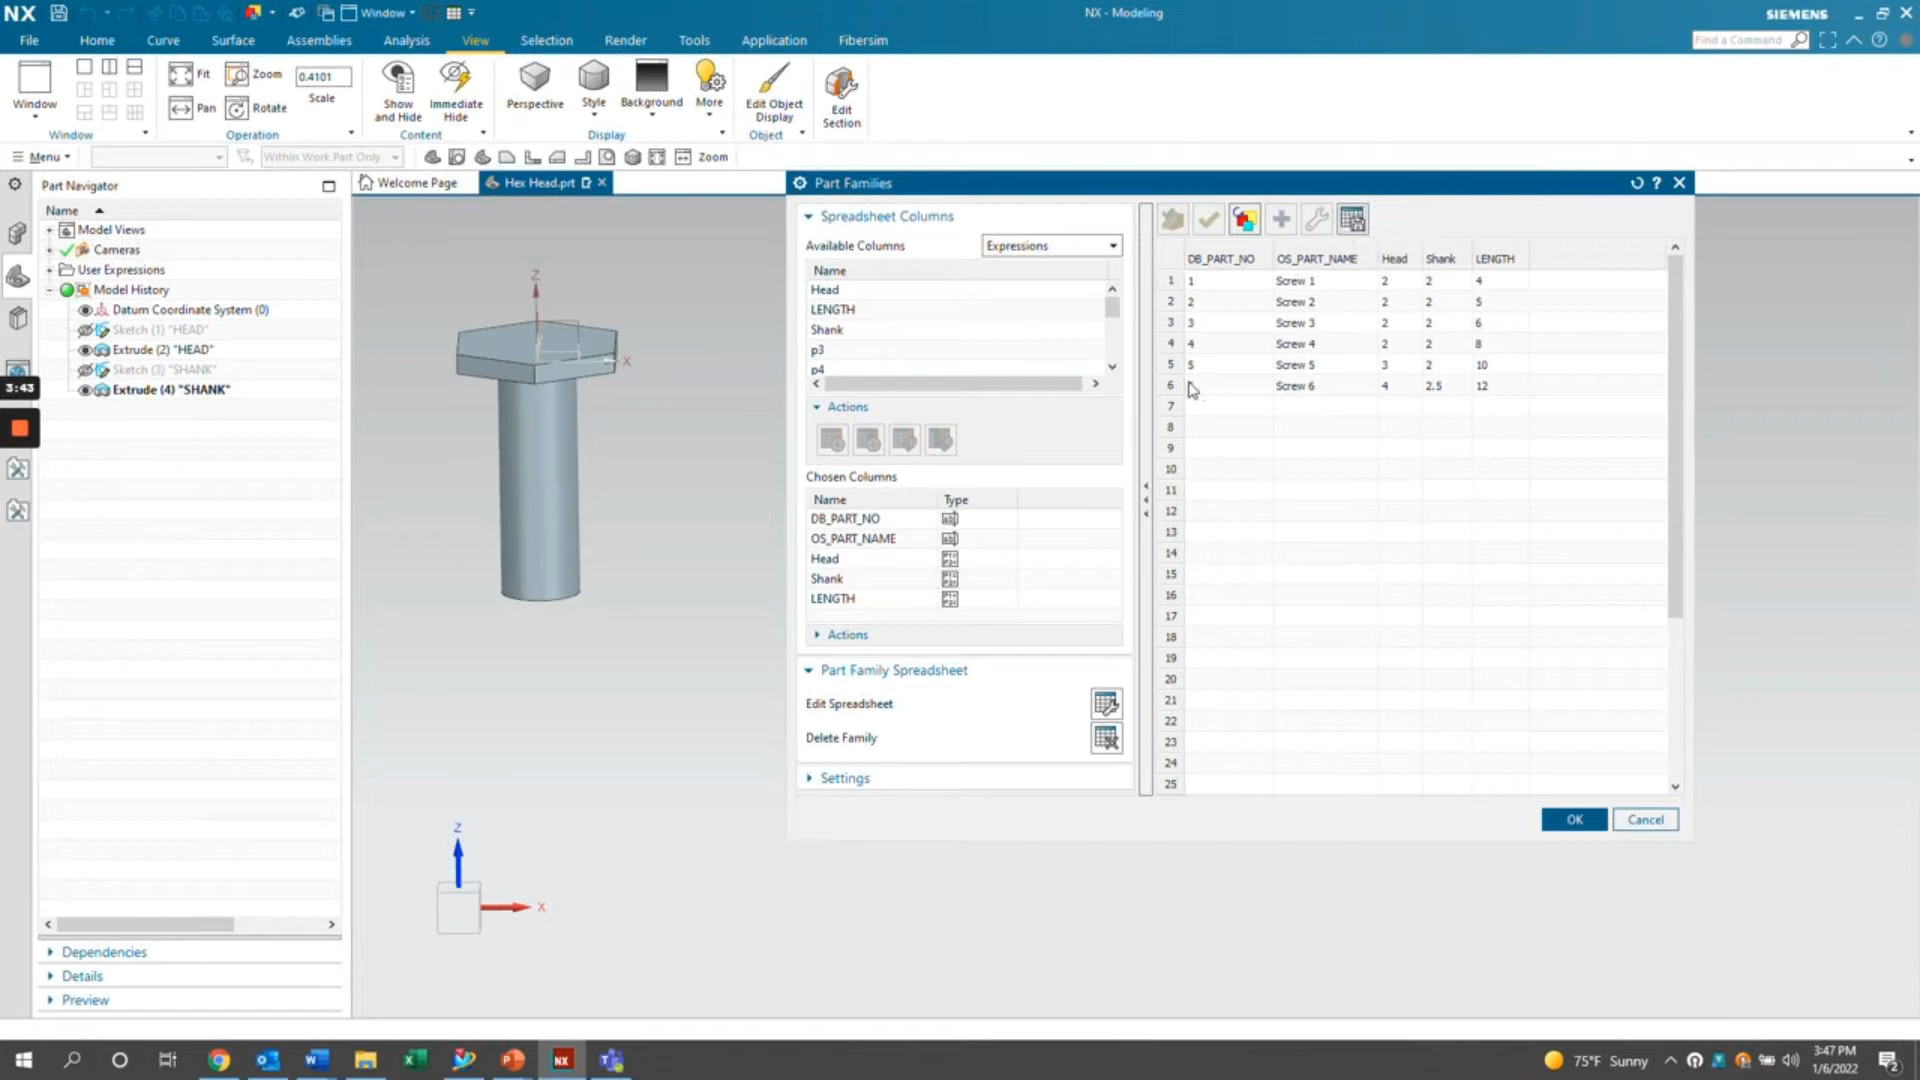 NX Window NX - Modeling SIEMENS
File Home Curve Surface Assemblies Analysis View Selection Render Tools Application Fibersim Find a Command
Window Fit Zoom 0.4101 Pan Rotate Scale Show and Hide Immediate Hide Perspective Style Background More Edit Object Display Edit Section
Window Operation Content Display Object
Menu Within Work Part Only Zoom
Part Navigator
Name
Model Views
Cameras
User Expressions
Model History
Datum Coordinate System (0)
Sketch (1) "HEAD"
Extrude (2) "HEAD"
Sketch (3) "SHANK"
Extrude (4) "SHANK"
3:43
Dependencies
Details
Preview
Welcome Page Hex Head.prt
Z
X
Z
X
Part Families
Spreadsheet Columns
Available Columns Expressions
Name
Head
LENGTH
Shank
p3
p4
Actions
Chosen Columns
Name Type
DB_PART_NO
OS_PART_NAME
Head
Shank
LENGTH
Actions
Part Family Spreadsheet
Edit Spreadsheet
Delete Family
Settings
DB_PART_NO OS_PART_NAME Head Shank LENGTH
1 1 Screw 1 2 2 4
2 2 Screw 2 2 2 5
3 3 Screw 3 2 2 6
4 4 Screw 4 2 2 8
5 5 Screw 5 3 2 10
6 Screw 6 4 2.5 12
7
8
9
10
11
12
13
14
15
16
17
18
19
20
21
22
23
24
25
OK Cancel
75°F Sunny 3:47 PM
1/6/2022 2